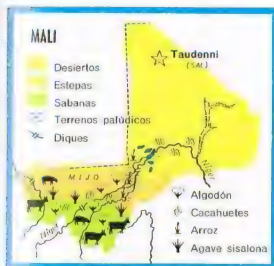 MALI
Taudenni
(SAL)
Desiertos
Estepas
Sabanas
Terrenos palúdicos
Diques
MIJO
Algodón
Cacahuetes
Arroz
Agave sisalona